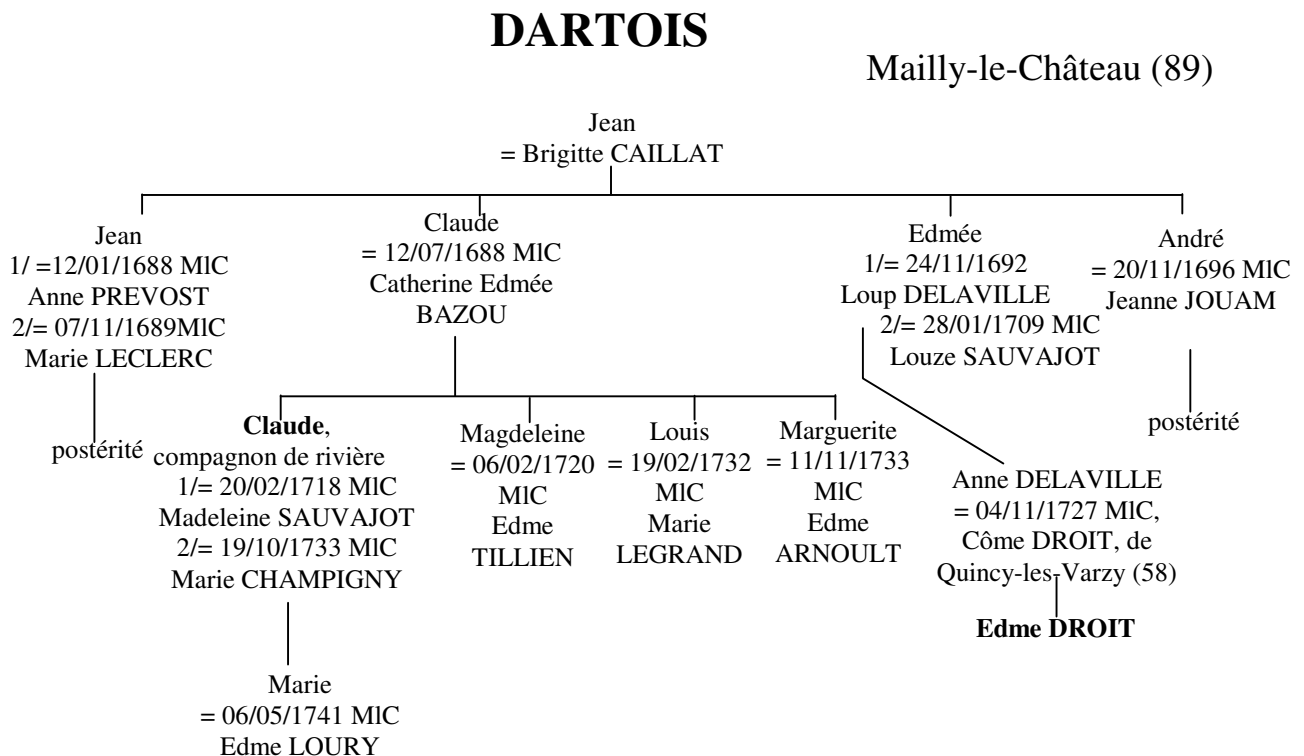 DARTOIS
Mailly-le-Château (89)
Jean
= Brigitte CAILLAT
Jean
1/ =12/01/1688 MlC
Anne PREVOST
2/= 07/11/1689MlC
Marie LECLERC
postérité
Claude
= 12/07/1688 MlC
Catherine Edmée
BAZOU
Edmée
1/= 24/11/1692
Loup DELAVILLE
2/= 28/01/1709 MlC
Louze SAUVAJOT
André
= 20/11/1696 MlC
Jeanne JOUAM
postérité
Claude,
compagnon de rivière
1/= 20/02/1718 MlC
Madeleine SAUVAJOT
2/= 19/10/1733 MlC
Marie CHAMPIGNY
Magdeleine
= 06/02/1720
MlC
Edme
TILLIEN
Louis
= 19/02/1732
MlC
Marie
LEGRAND
Marguerite
= 11/11/1733
MlC
Edme
ARNOULT
Anne DELAVILLE
= 04/11/1727 MlC,
Côme DROIT, de
Quincy-les-Varzy (58)
Edme DROIT
Marie
= 06/05/1741 MlC
Edme LOURY